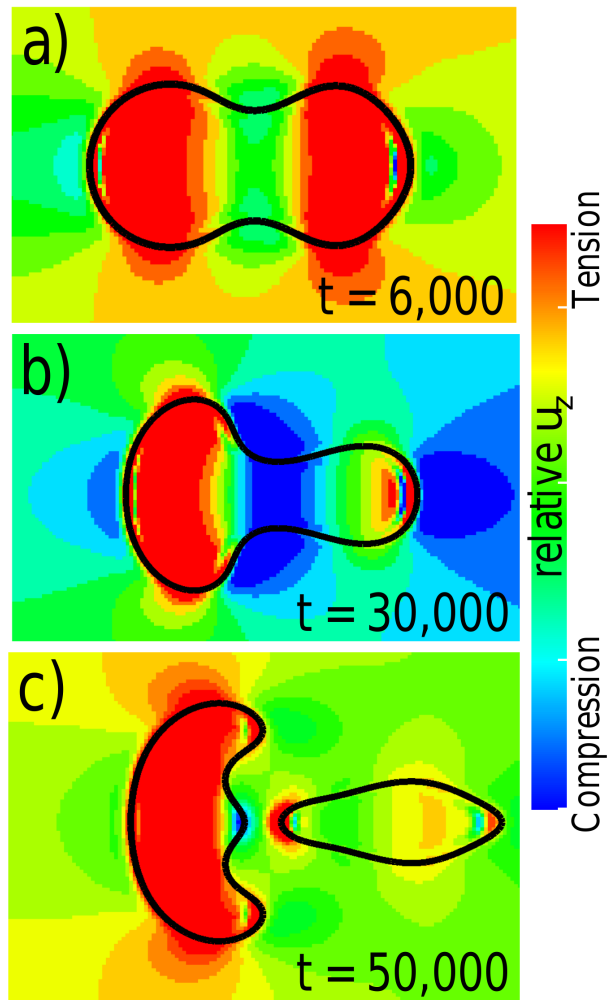 a)
t = 6,000
b)
t = 30,000
c)
t = 50,000
Tension
relative u_z
Compression